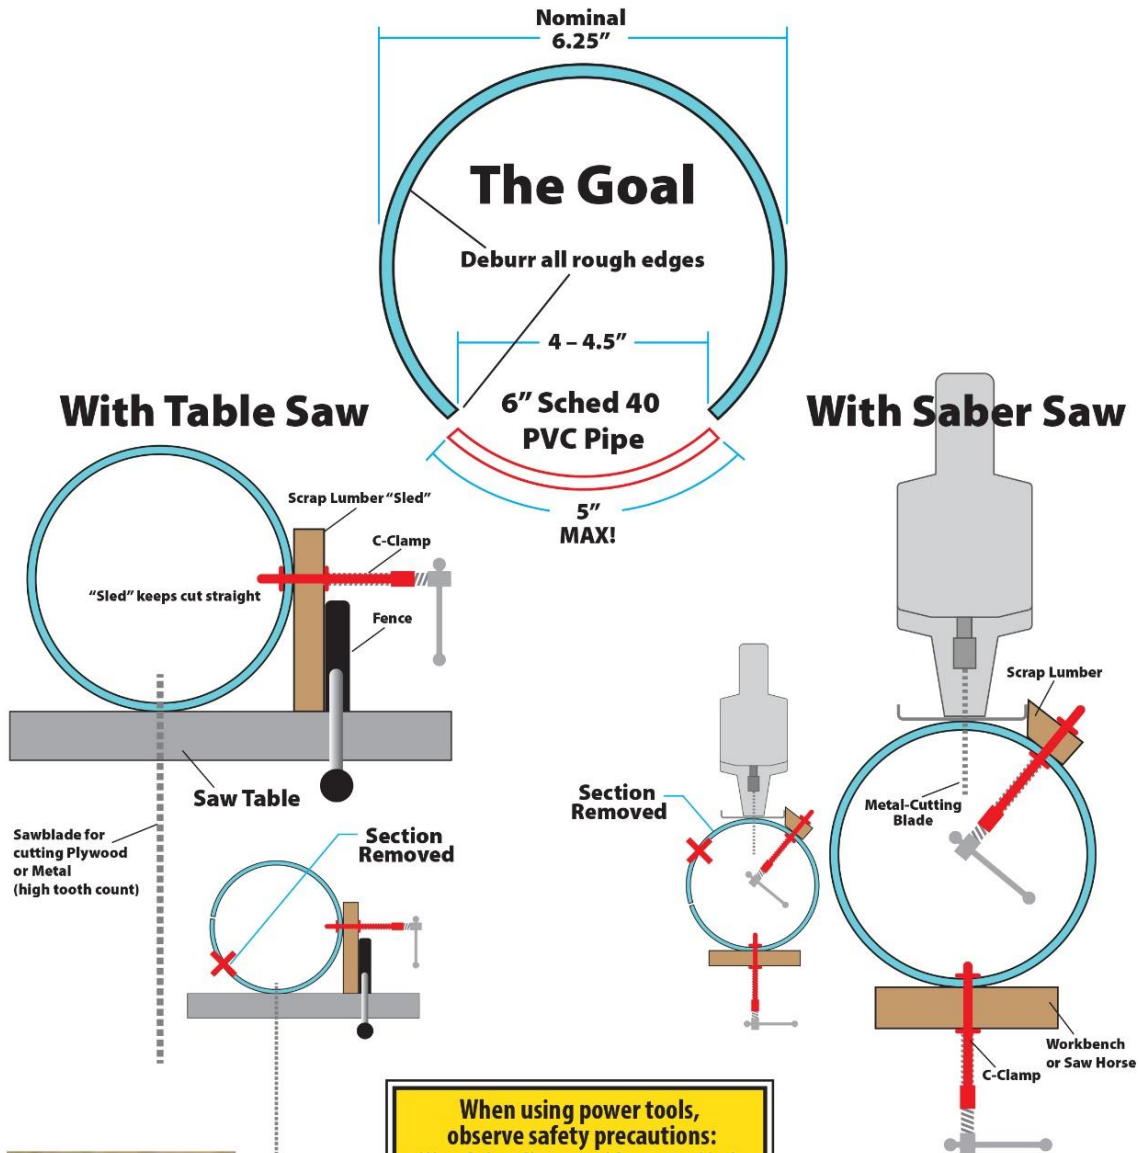 Nominal
6.25”
The Goal
Deburr all rough edges
4 – 4.5”
6” Sched 40
PVC Pipe
5”
MAX!
With Table Saw
Scrap Lumber “Sled”
C-Clamp
“Sled” keeps cut straight
Fence
Saw Table
Sawblade for
cutting Plywood
or Metal
(high tooth count)
Section
Removed
With Saber Saw
Scrap Lumber
Metal-Cutting
Blade
Section
Removed
Workbench
or Saw Horse
C-Clamp
When using power tools,
observe safety precautions: